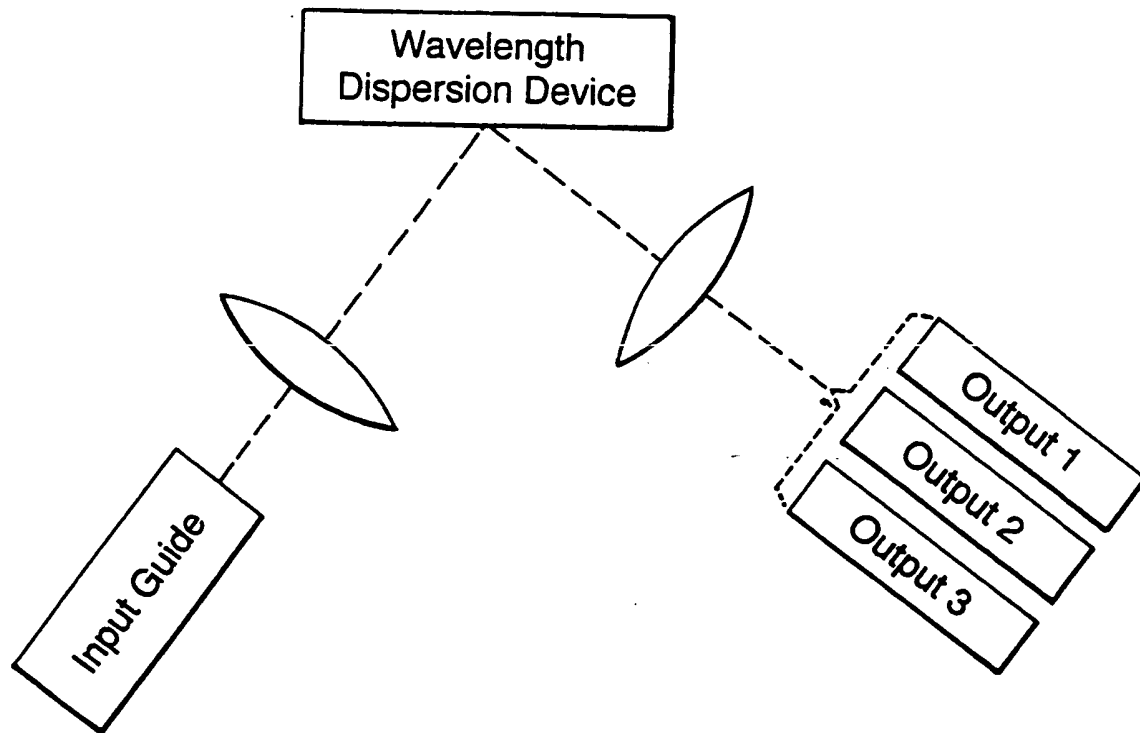 Wavelength
Dispersion Device
Input Guide
Output 1
Output 2
Output 3